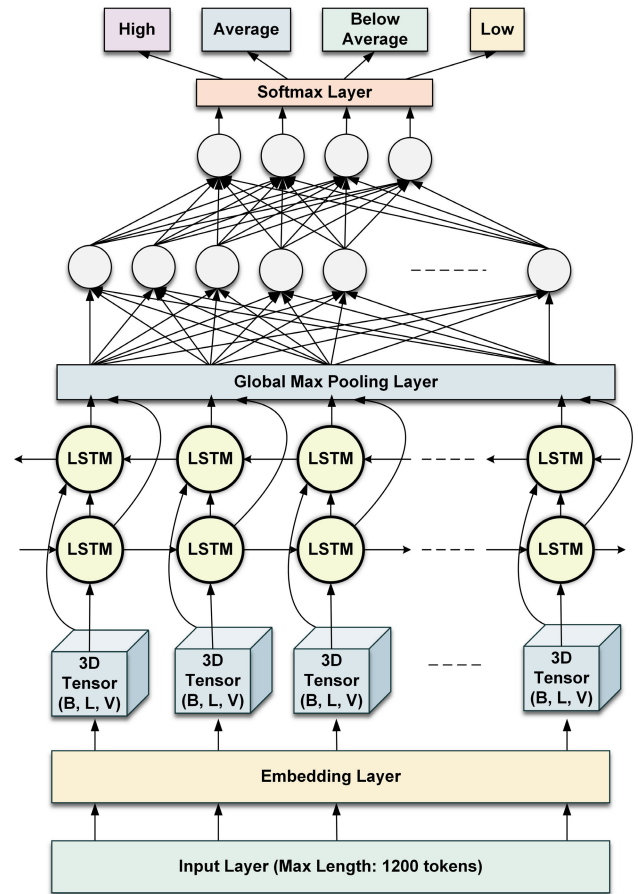 High
Average
Below
Average
Low
Softmax Layer
Global Max Pooling Layer
LSTM
LSTM
LSTM
LSTM
LSTM
LSTM
LSTM
LSTM
3D
Tensor
(B, L, V)
3D
Tensor
(B, L, V)
3D
Tensor
(B, L, V)
3D
Tensor
(B, L, V)
Embedding Layer
Input Layer (Max Length: 1200 tokens)